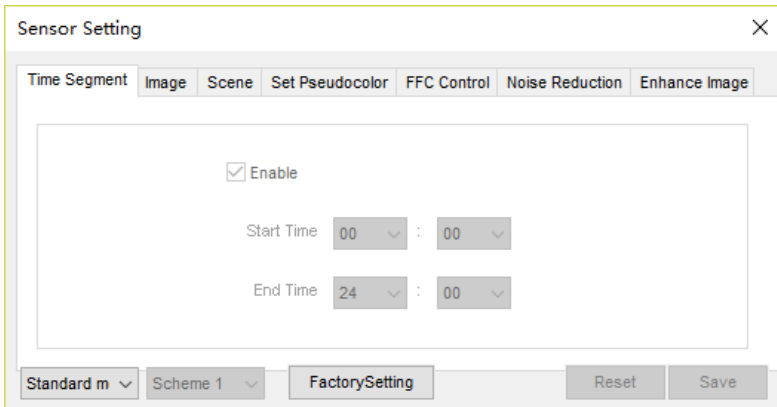 Sensor Setting
Time Segment Image Scene Set Pseudocolor FFC Control Noise Reduction Enhance Image
Enable
Start Time 00 : 00
End Time 24 : 00
Standard m Scheme 1 FactorySetting Reset Save